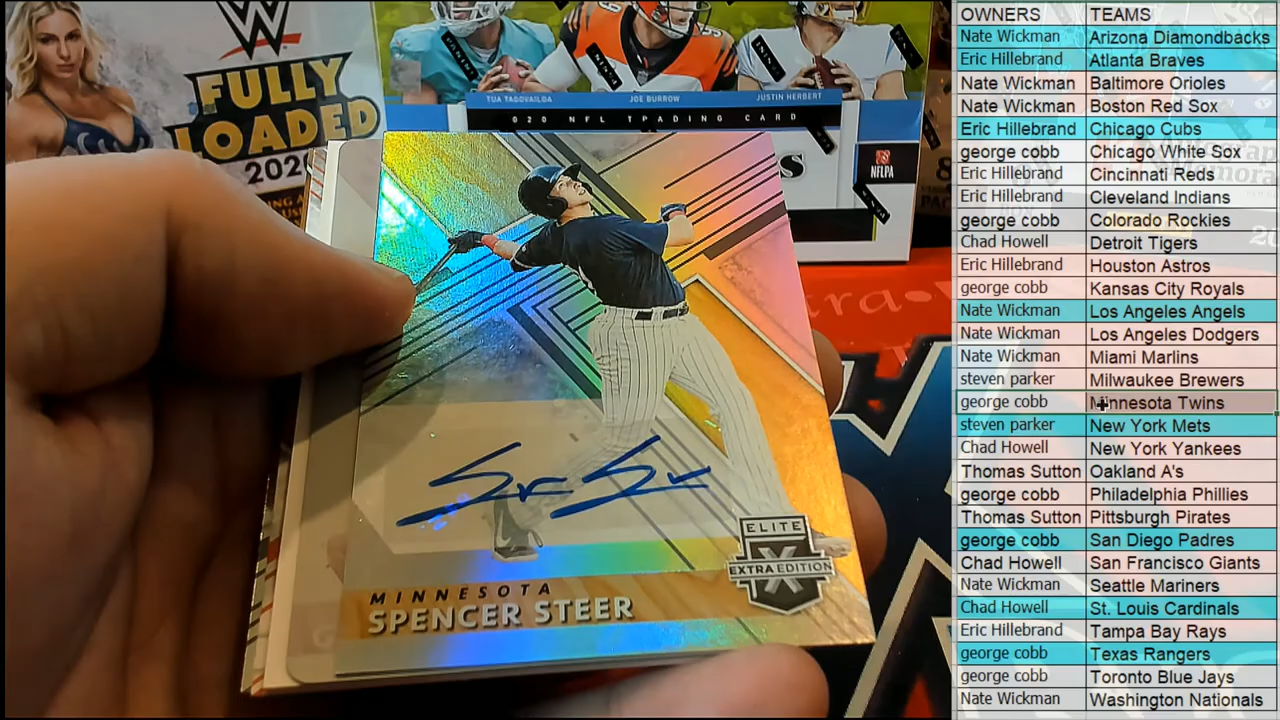 WWE
FULLY
LOADED
2020
TUA TAGOVAILOA JOE BURROW JUSTIN HERBERT
020 NFL TRADING CARD
NFLPA
ELITE
X
EXTRA EDITION
MINNESOTA
SPENCER STEER
OWNERS TEAMS
Nate Wickman Arizona Diamondbacks
Eric Hillebrand Atlanta Braves
Nate Wickman Baltimore Orioles
Nate Wickman Boston Red Sox
Eric Hillebrand Chicago Cubs
george cobb Chicago White Sox
Eric Hillebrand Cincinnati Reds
Eric Hillebrand Cleveland Indians
george cobb Colorado Rockies
Chad Howell Detroit Tigers
Eric Hillebrand Houston Astros
george cobb Kansas City Royals
Nate Wickman Los Angeles Angels
Nate Wickman Los Angeles Dodgers
Nate Wickman Miami Marlins
steven parker Milwaukee Brewers
george cobb Minnesota Twins
steven parker New York Mets
Chad Howell New York Yankees
Thomas Sutton Oakland A's
george cobb Philadelphia Phillies
Thomas Sutton Pittsburgh Pirates
george cobb San Diego Padres
Chad Howell San Francisco Giants
Nate Wickman Seattle Mariners
Chad Howell St. Louis Cardinals
Eric Hillebrand Tampa Bay Rays
george cobb Texas Rangers
george cobb Toronto Blue Jays
Nate Wickman Washington Nationals